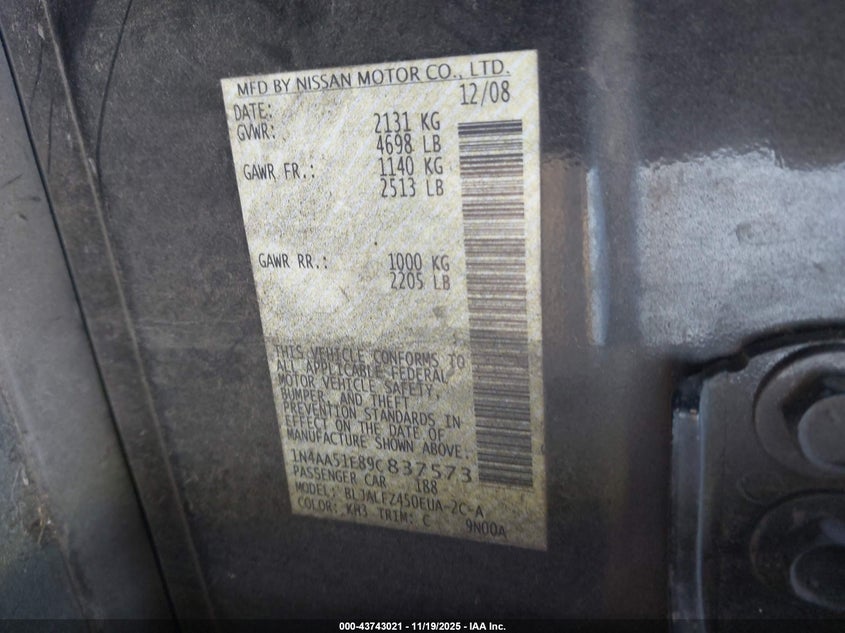 MFD BY NISSAN MOTOR CO., LTD.
DATE: 12/08
GVWR: 2131 KG
4698 LB
GAWR FR.: 1140 KG
2513 LB
GAWR RR.: 1000 KG
2205 LB
THIS VEHICLE CONFORMS TO
ALL APPLICABLE FEDERAL
MOTOR VEHICLE SAFETY,
BUMPER, AND THEFT
PREVENTION STANDARDS IN
EFFECT ON THE DATE OF
MANUFACTURE SHOWN ABOVE.
1N4AA51E89C837573
PASSENGER CAR 188
MODEL: BLJALFZ450EUA-2C-A
COLOR: KH3 TRIM: C 9N00A
000-43743021 - 11/19/2025 - IAA Inc.